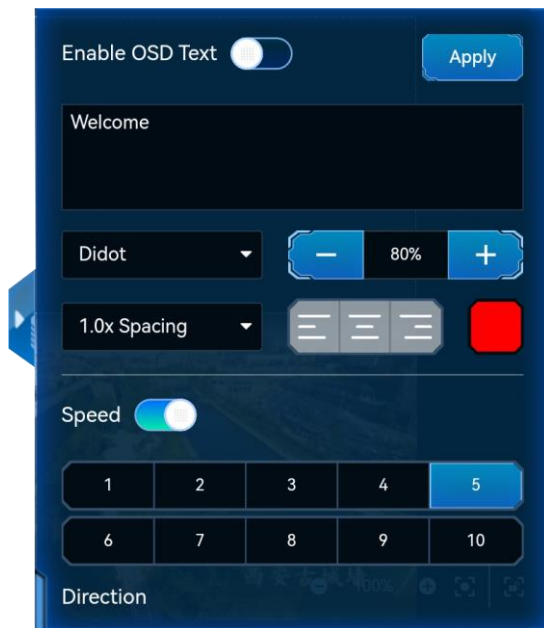 Enable OSD Text
Apply
Welcome
Didot
80%
1.0x Spacing
Speed
1 2 3 4 5
6 7 8 9 10
100%
Direction